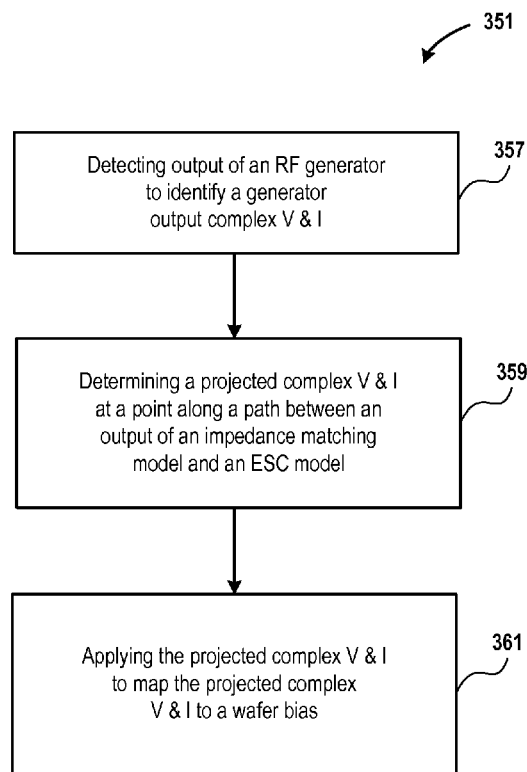 351
Detecting output of an RF generator
to identify a generator
output complex V & I
357
Determining a projected complex V & I
at a point along a path between an
output of an impedance matching
model and an ESC model
359
Applying the projected complex V & I
to map the projected complex
V & I to a wafer bias
361